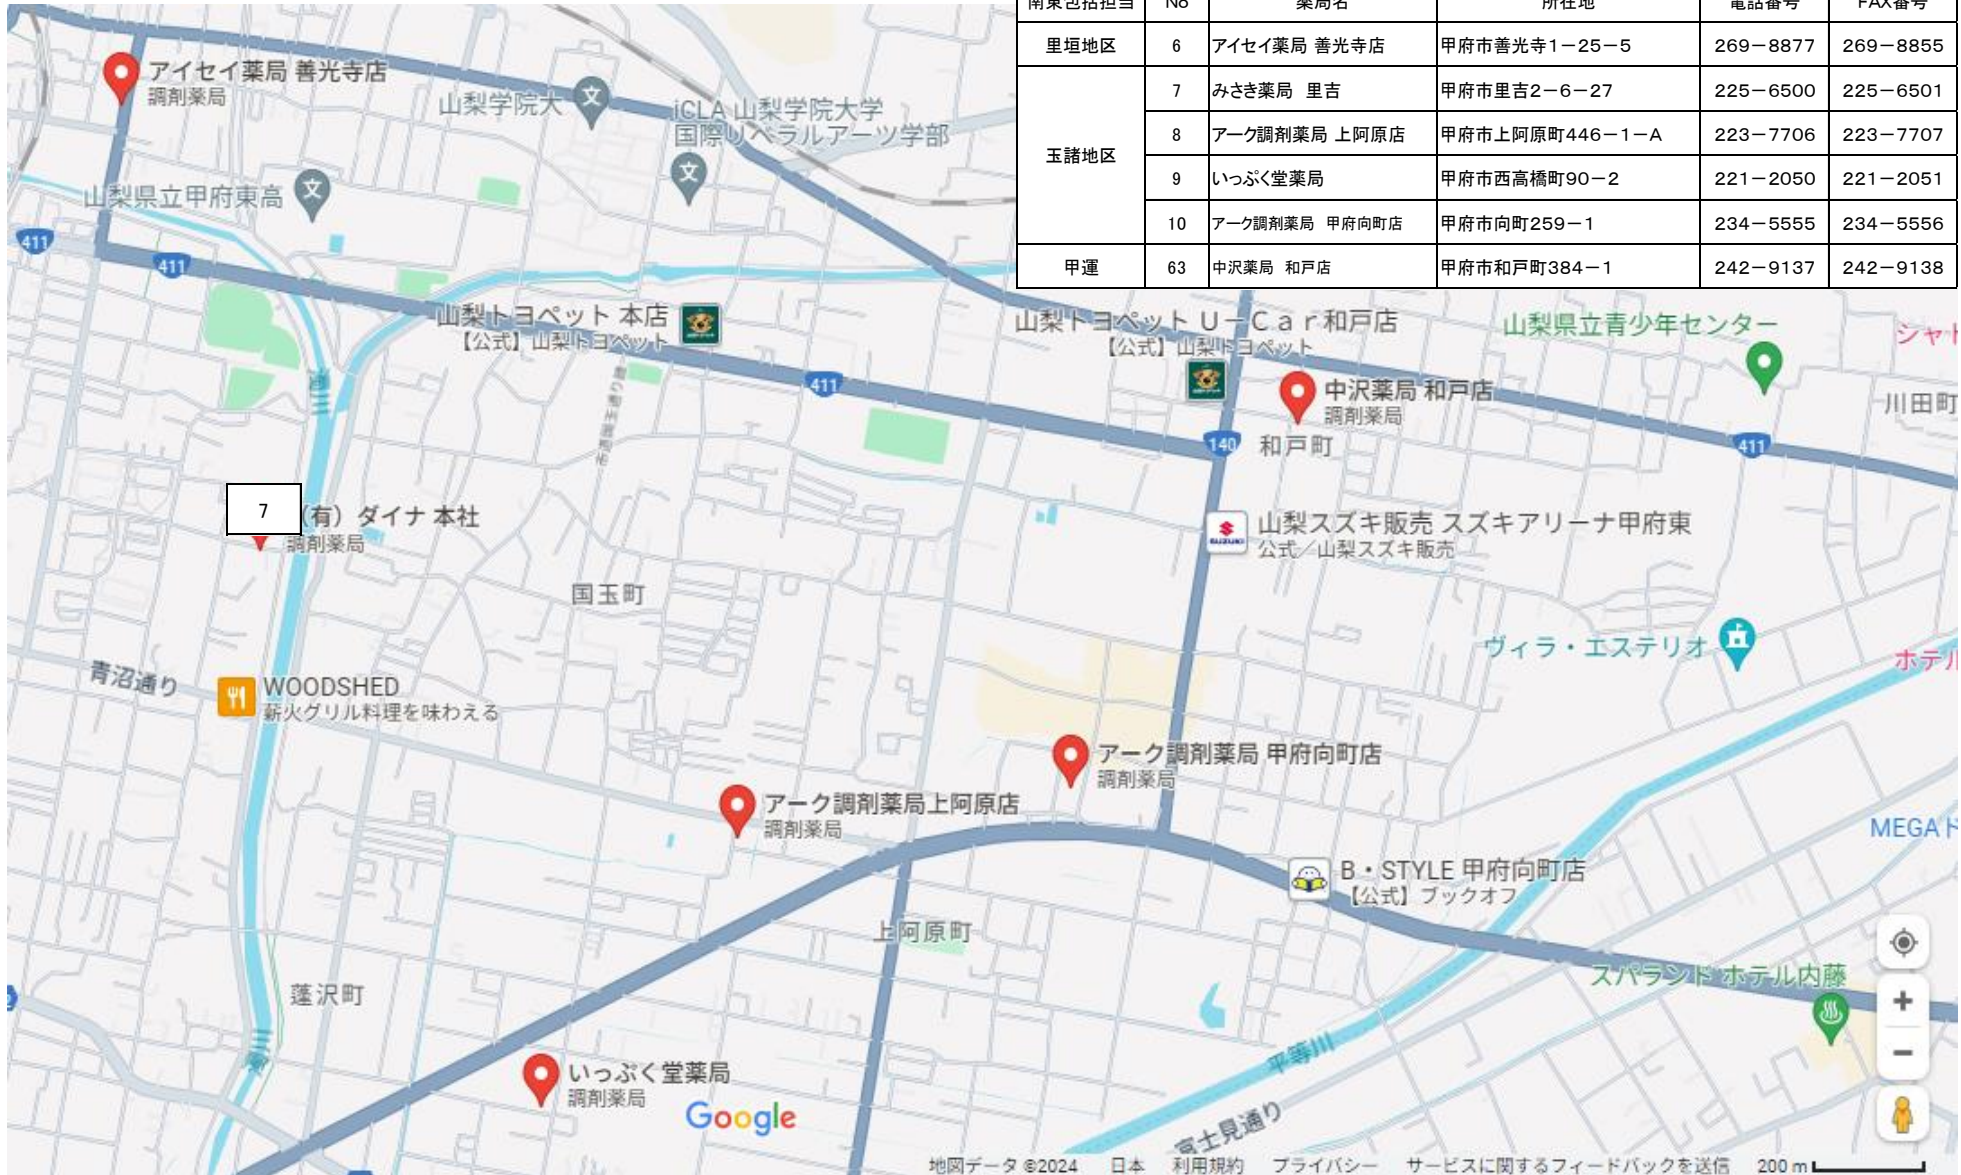 南東包括担当 No 薬局名 所在地 電話番号 FAX番号
里垣地区 6 アイセイ薬局 善光寺店 甲府市善光寺1－25－5 269－8877 269－8855
玉諸地区 7 みさき薬局　里吉 甲府市里吉2－6－27 225－6500 225－6501
8 アーク調剤薬局 上阿原店 甲府市上阿原町446－1－A 223－7706 223－7707
9 いっぷく堂薬局 甲府市西高橋町90－2 221－2050 221－2051
10 アーク調剤薬局　甲府向町店 甲府市向町259－1 234－5555 234－5556
甲運 63 中沢薬局　和戸店 甲府市和戸町384－1 242－9137 242－9138
アイセイ薬局 善光寺店
調剤薬局
山梨学院大
iCLA 山梨学院大学
国際リベラルアーツ学部
山梨県立甲府東高
411
411
山梨トヨペット 本店
【公式】山梨トヨペット
山梨トヨペット Ｕ－Ｃａｒ和戸店
【公式】山梨トヨペット
山梨県立青少年センター
シャト
411
中沢薬局 和戸店
調剤薬局
川田町
140
和戸町
411
7
（有）ダイナ 本社
調剤薬局
山梨スズキ販売 スズキアリーナ甲府東
公式／山梨スズキ販売
SUZUKI
国玉町
ヴィラ・エステリオ
ホテル
青沼通り
WOODSHED
薪火グリル料理を味わえる
アーク調剤薬局 甲府向町店
調剤薬局
アーク調剤薬局上阿原店
調剤薬局
MEGAド
B・STYLE 甲府向町店
【公式】ブックオフ
上阿原町
スパランド ホテル内藤
蓬沢町
平等川
いっぷく堂薬局
調剤薬局
Google
富士見通り
地図データ ©2024 日本 利用規約 プライバシー サービスに関するフィードバックを送信 200 m